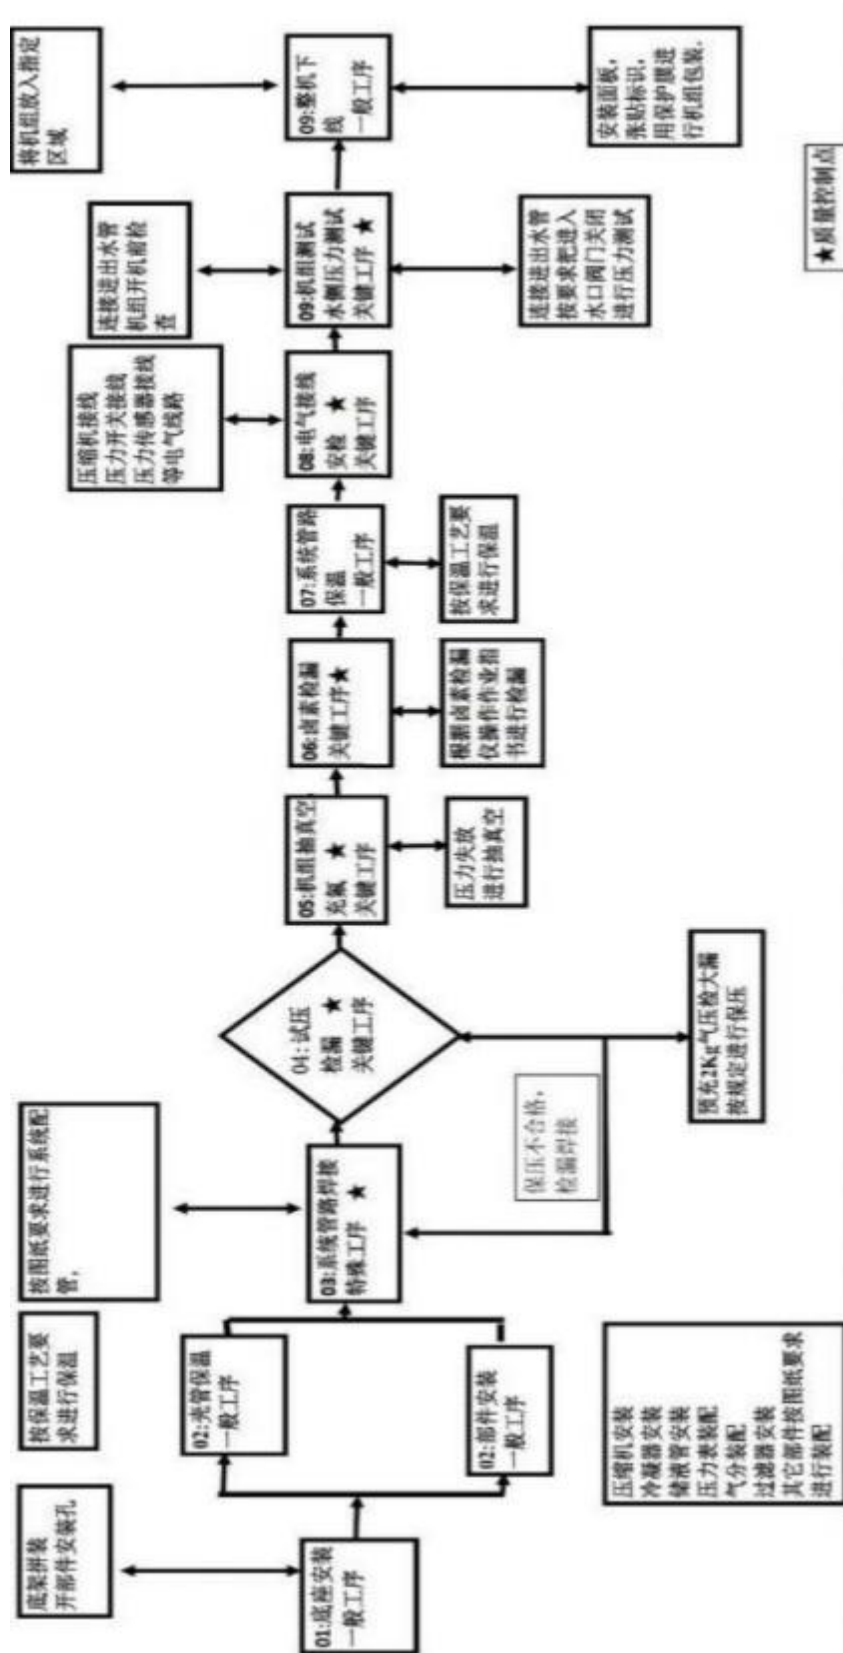 底架拼装
开部件安装孔
01:底座安装
一般工序
按保温工艺要
求进行保温
02:壳管保温
一般工序
02:部件安装
一般工序
压缩机安装
冷凝器安装
储液管安装
压力表装配
气分装配
过滤器安装
其它部件按图纸要求
进行装配
按图纸要求进行系统配
管,
03:系统管路焊接
特殊工序 ★
保压不合格,
检漏焊接
04:试压
检漏 ★
关键工序
预充2Kg气压检大漏
按规定进行保压
05:机组抽真空
充氟 ★
关键工序
压力失放
进行抽真空
06:卤素检漏
关键工序★
根据卤素检漏
仪操作作业指
书进行检漏
07:系统管路
保温
一般工序
按保温工艺要
求进行保温
压缩机接线
压力开关接线
压力传感器接线
等电气线路
08:电气接线
安检 ★
关键工序
连接进出水管
机组开机前检
查
09:机组测试
水侧压力测试
关键工序 ★
连接进出水管
按要求把进入
水口阀门关闭
进行压力测试
将机组放入指定
区域
09:整机下
线
一般工序
安装面板,
张贴标识,
用保护膜进
行机组包装.
★质量控制点